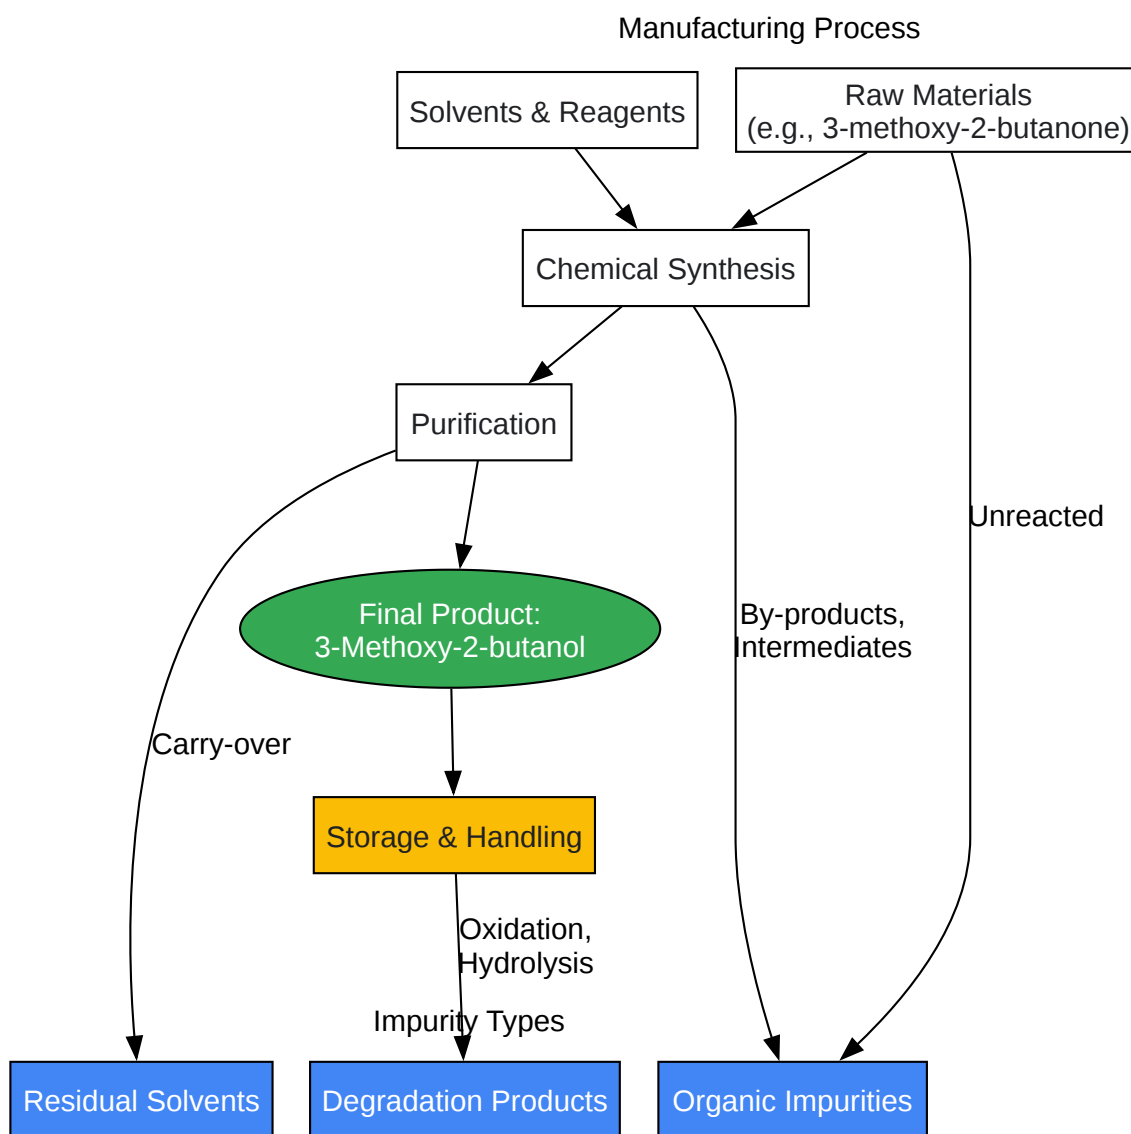 Manufacturing Process
Solvents & Reagents
Raw Materials
(e.g., 3-methoxy-2-butanone)
Chemical Synthesis
Purification
Unreacted
Final Product:
3-Methoxy-2-butanol
By-products,
Intermediates
Carry-over
Storage & Handling
Oxidation,
Hydrolysis
Impurity Types
Residual Solvents
Degradation Products
Organic Impurities